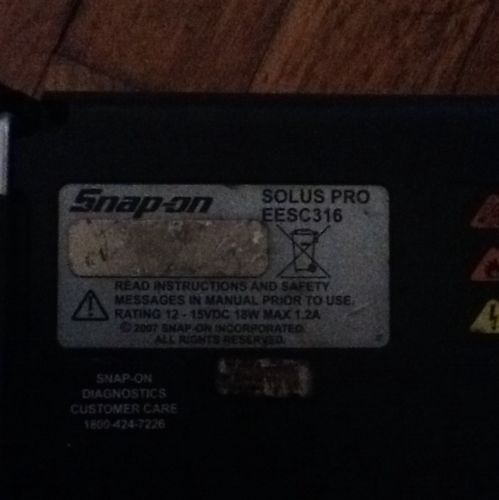 Snap-on
SOLUS PRO
EESC316
READ INSTRUCTIONS AND SAFETY
MESSAGES IN MANUAL PRIOR TO USE.
RATING 12 - 15VDC 18W MAX 1.2A
© 2007 SNAP-ON INCORPORATED.
ALL RIGHTS RESERVED.
SNAP-ON
DIAGNOSTICS
CUSTOMER CARE
1800-424-7226